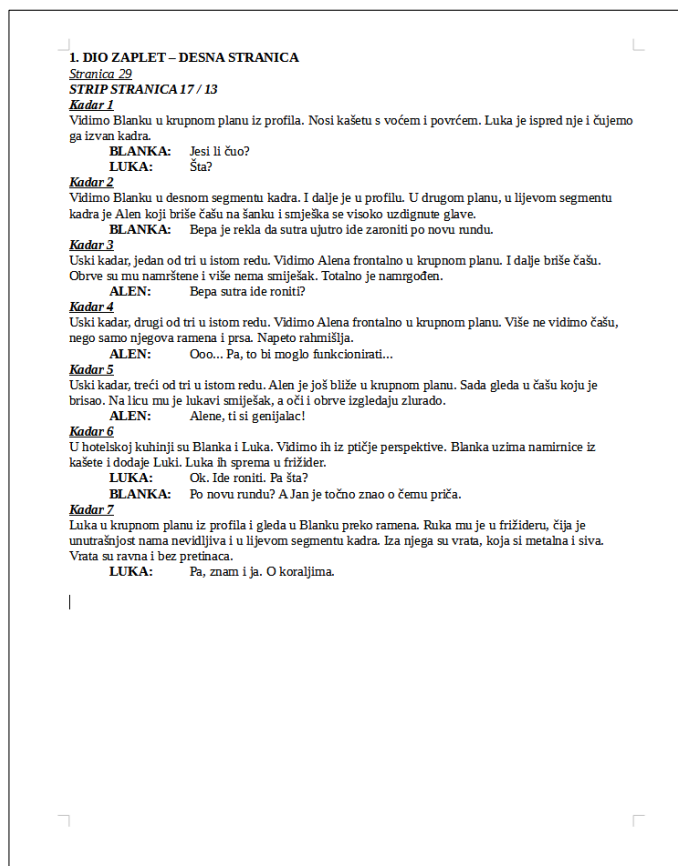 1. DIO ZAPLET – DESNA STRANICA
Stranica 29
STRIP STRANICA 17 / 13
Kadar 1
Vidimo Blanku u krupnom planu iz profila. Nosi kašetu s voćem i povrćem. Luka je ispred nje i čujemo
ga izvan kadra.
BLANKA: Jesi li čuo?
LUKA: Šta?
Kadar 2
Vidimo Blanku u desnom segmentu kadra. I dalje je u profilu. U drugom planu, u lijevom segmentu
kadra je Alen koji briše čašu na šanku i smješka se visoko uzdignute glave.
BLANKA: Bepa je rekla da sutra ujutro ide zaroniti po novu rundu.
Kadar 3
Uski kadar, jedan od tri u istom redu. Vidimo Alena frontalno u krupnom planu. I dalje briše čašu.
Obrve su mu namrštene i više nema smiješak. Totalno je namrgođen.
ALEN: Bepa sutra ide roniti?
Kadar 4
Uski kadar, drugi od tri u istom redu. Vidimo Alena frontalno u krupnom planu. Više ne vidimo čašu,
nego samo njegova ramena i prsa. Napeto rahmišlja.
ALEN: Ooo... Pa, to bi moglo funkcionirati...
Kadar 5
Uski kadar, treći od tri u istom redu. Alen je još bliže u krupnom planu. Sada gleda u čašu koju je
brisao. Na licu mu je lukavi smiješak, a oči i obrve izgledaju zlurado.
ALEN: Alene, ti si genijalac!
Kadar 6
U hotelskoj kuhinji su Blanka i Luka. Vidimo ih iz ptičje perspektive. Blanka uzima namirnice iz
kašete i dodaje Luki. Luka ih sprema u frižider.
LUKA: Ok. Ide roniti. Pa šta?
BLANKA: Po novu rundu? A Jan je točno znao o čemu priča.
Kadar 7
Luka u krupnom planu iz profila i gleda u Blanku preko ramena. Ruka mu je u frižideru, čija je
unutrašnjost nama nevidljiva i u lijevom segmentu kadra. Iza njega su vrata, koja si metalna i siva.
Vrata su ravna i bez pretinaca.
LUKA: Pa, znam i ja. O koraljima.